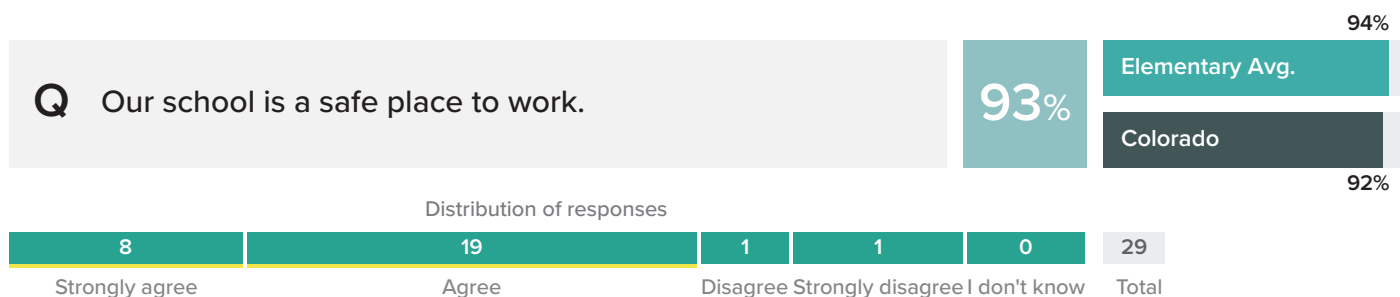 94%
Q Our school is a safe place to work.
93%
Elementary Avg.
Colorado
92%
Distribution of responses
8 19 1 1 0 29
Strongly agree Agree Disagree Strongly disagree I don't know Total